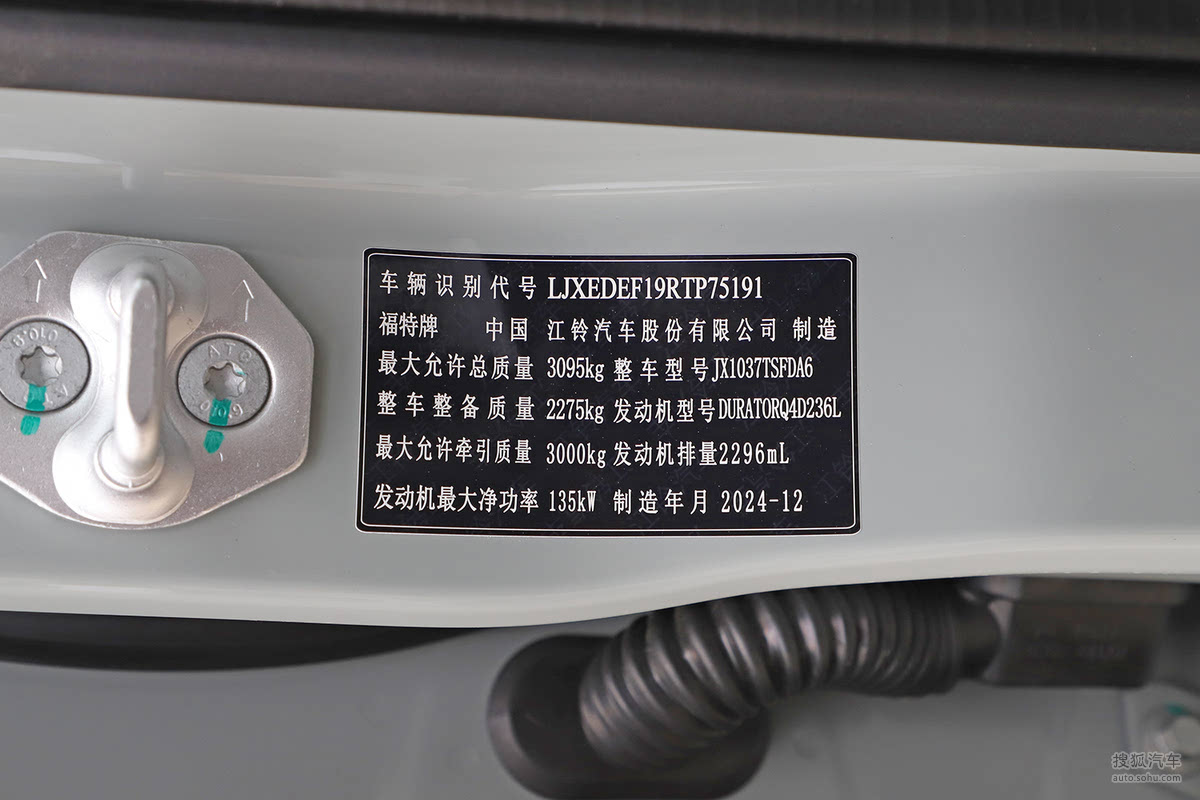 车辆识别代号 LJXEDEF19RTP75191
福特牌 中国 江铃汽车股份有限公司 制造
最大允许总质量 3095kg 整车型号JX1037TSFDA6
整车整备质量 2275kg 发动机型号DURATORQ4D236L
最大允许牵引质量 3000kg 发动机排量2296mL
发动机最大净功率 135kW 制造年月 2024-12
ATC
搜狐汽车
auto.sohu.com